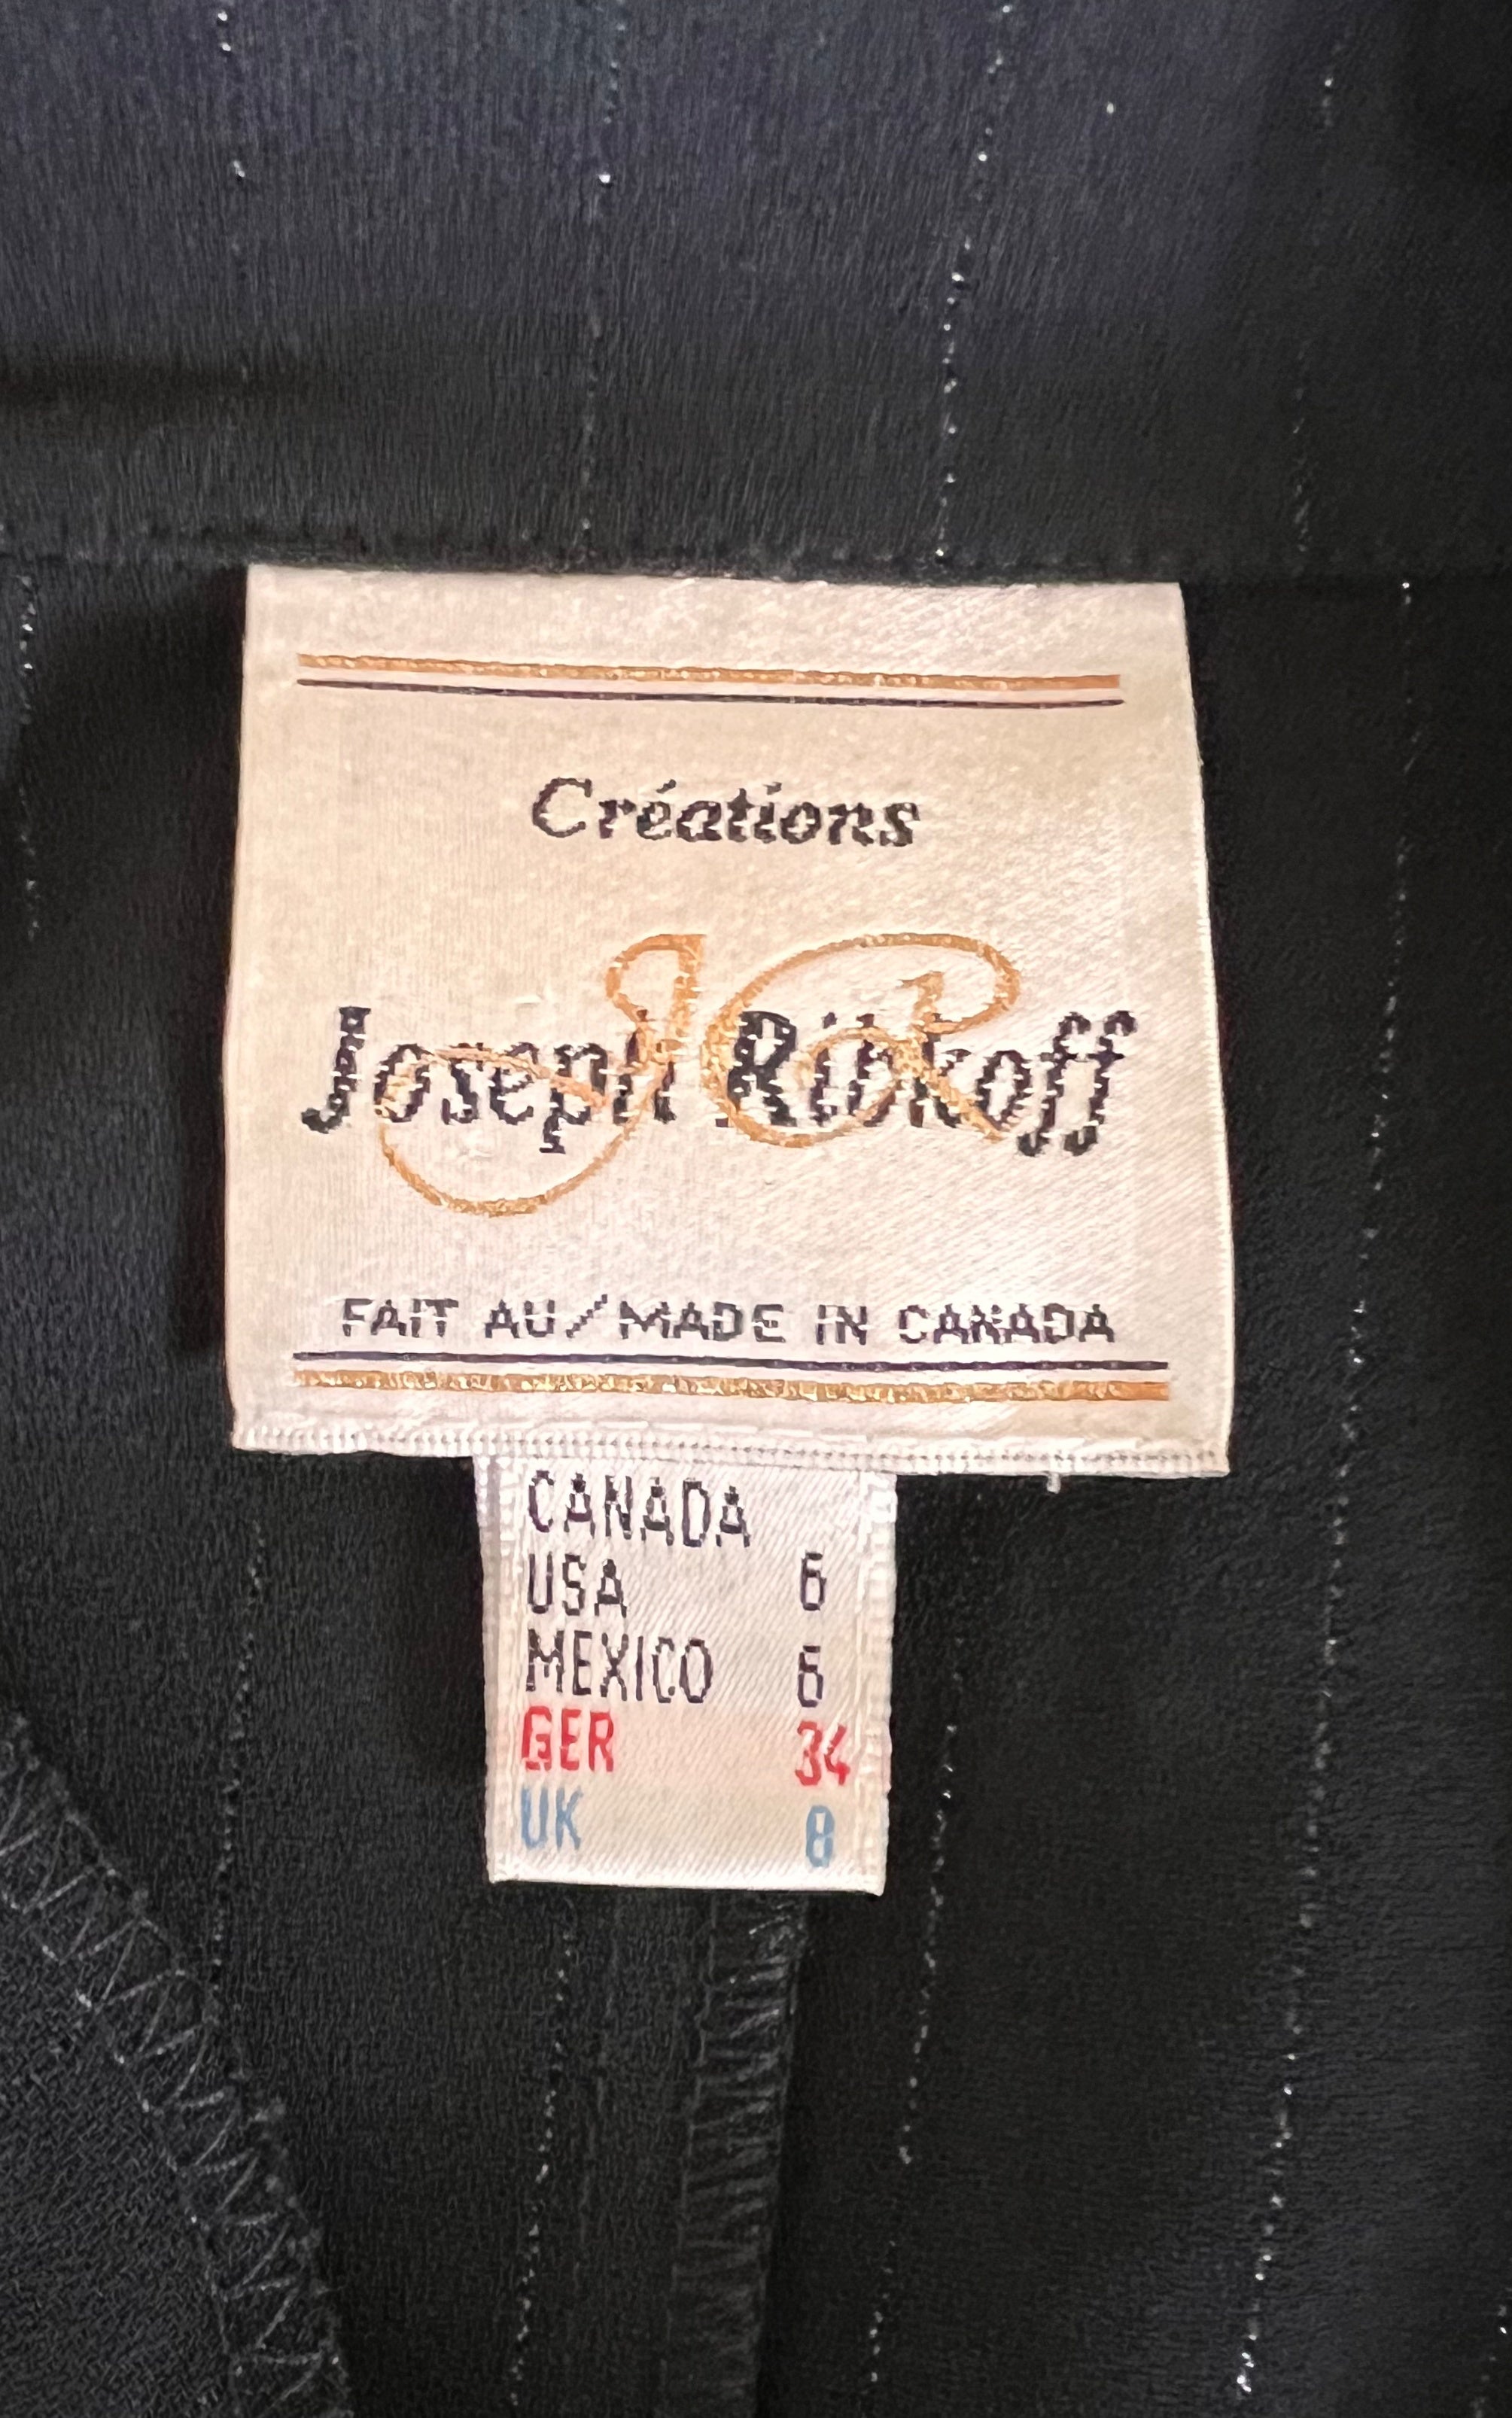 Créations
Joseph Ribkoff
FAIT AU/MADE IN CANADA
CANADA
USA 6
MEXICO 6
GER 34
UK 8